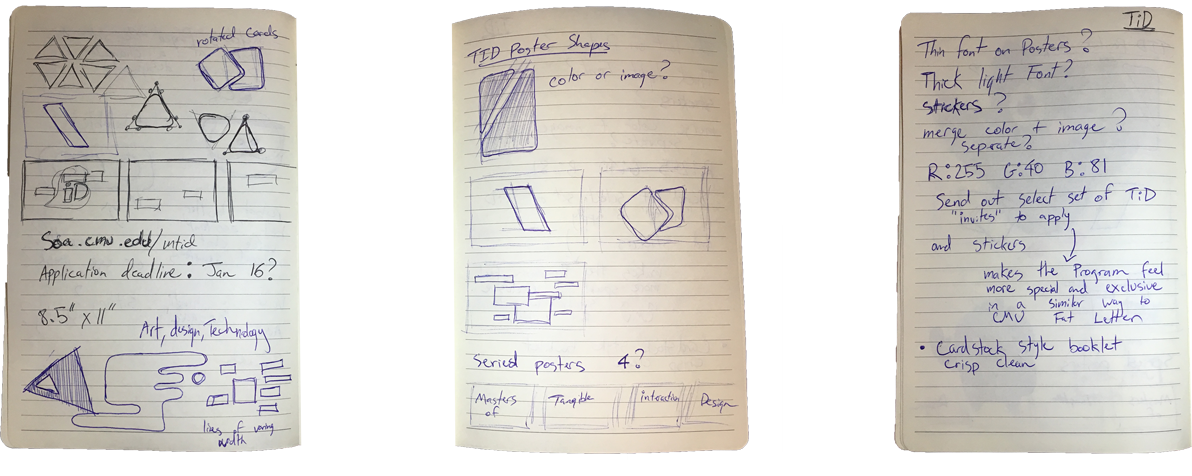 rotated Cards
TiD
Soa.cmu.edu/mtid
Application deadline: Jan 16?
8.5" x 11"
Art, design, Technology
lines of varing
width
TID Poster Shapes
color or image?
Seried posters 4?
Masters
of
Tangible
interaction
Design
TiD
Thin font on Posters?
Thick light Font?
stickers?
merge color + image?
seprate?
R:255 G:40 B:81
Send out select set of TiD
"invites" to apply
and stickers
makes the Program feel
more special and exclusive
in a similar way to
CMU Fat Letter
• Cardstock style booklet
crisp clean